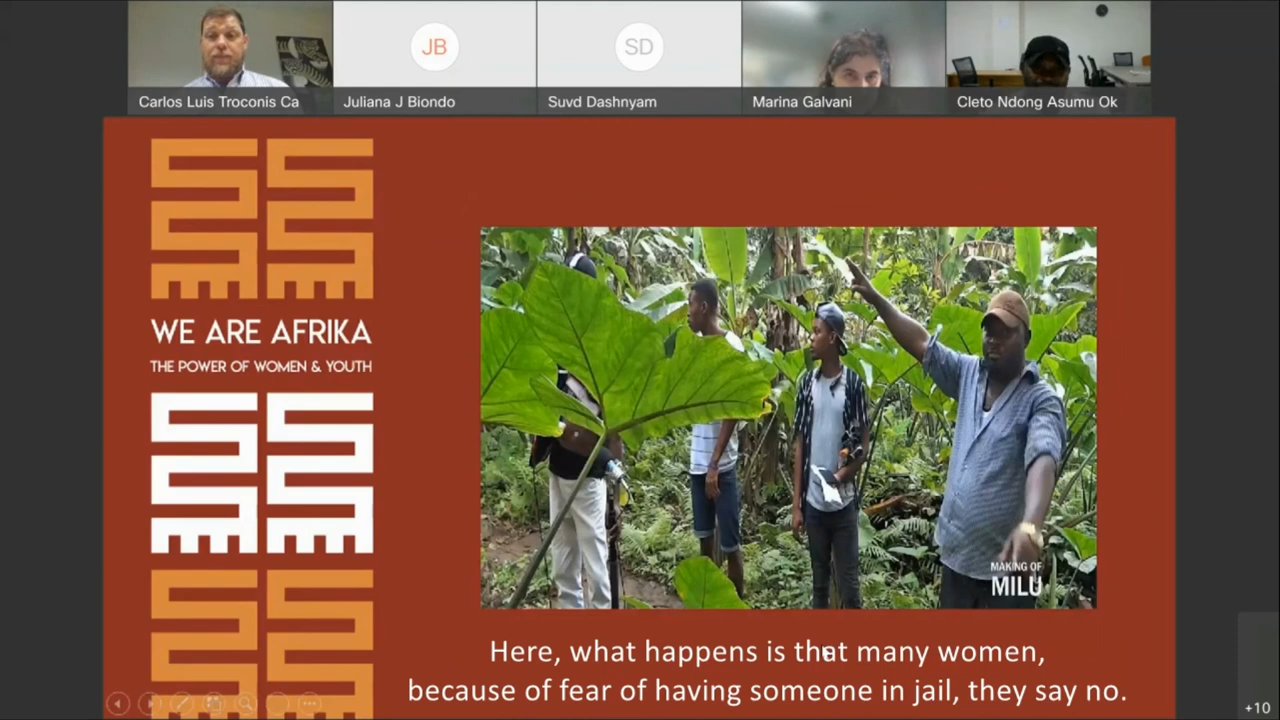 JB
SD
Carlos Luis Troconis Ca
Juliana J Biondo
Suvd Dashnyam
Marina Galvani
Cleto Ndong Asumu Ok
WE ARE AFRIKA
THE POWER OF WOMEN & YOUTH
MAKING OF
MILU
Here, what happens is that many women,
because of fear of having someone in jail, they say no.
+10